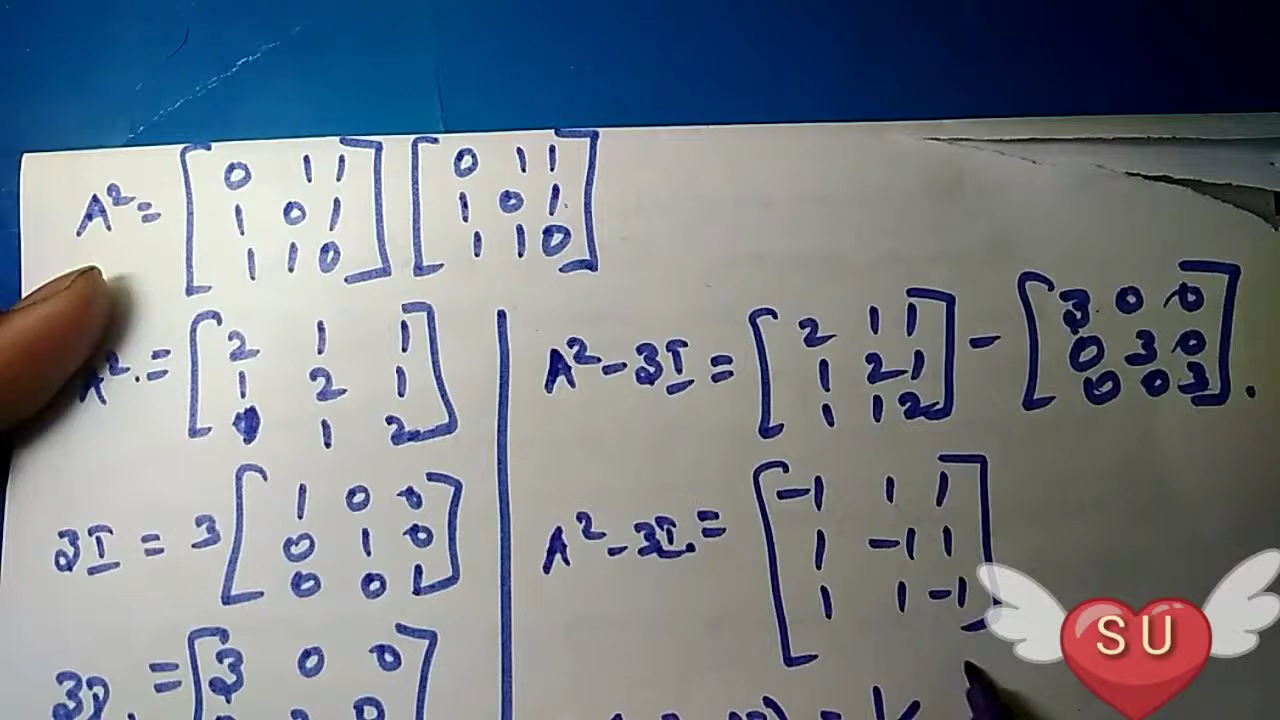 A²= [0 1 1] [0 1 1]
[1 0 1] [1 0 1]
[1 1 0] [1 1 0]
A².= [2 1 1]
[1 2 1]
[1 1 2]
3I = 3 [1 0 0]
[0 1 0]
[0 0 1]
3I. = [3 0 0]
A²-3I = [2 1 1] - [3 0 0]
[1 2 1] [0 3 0]
[1 1 2] [0 0 3].
A²-3I.= [-1 1 1]
[1 -1 1]
[1 1 -1]
SU